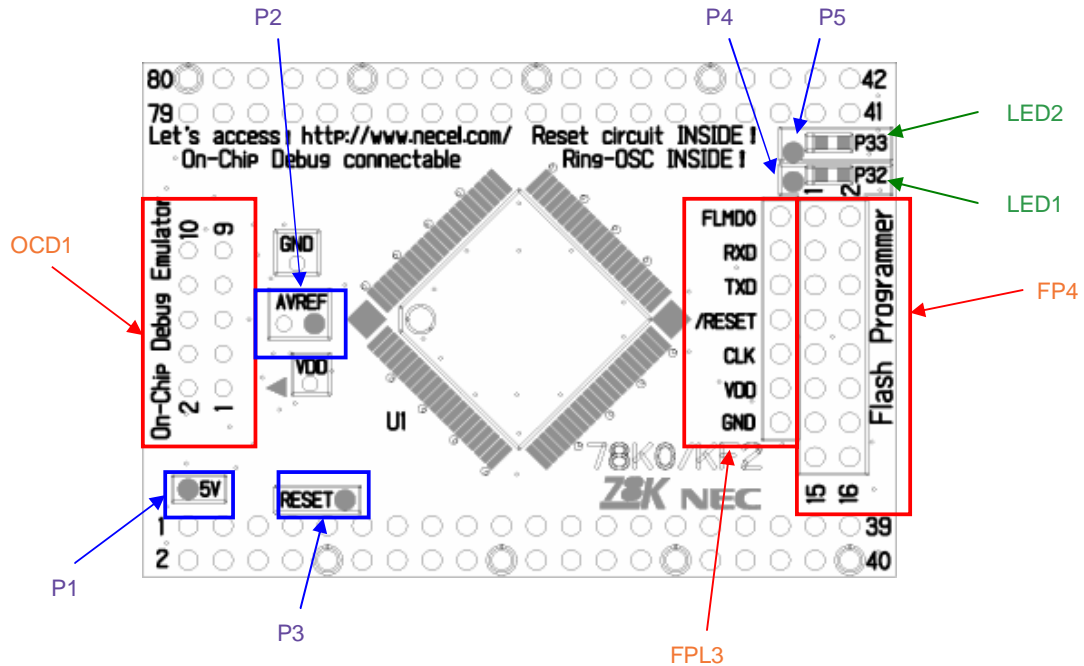 P2
P4
P5
80
42
79
41
Let's access! http://www.necel.com/ Reset circuit INSIDE!
On-Chip Debug connectable Ring-OSC INSIDE!
P33
P32
LED2
LED1
OCD1
On-Chip Debug Emulator
10
9
2
1
GND
AVREF
VDD
U1
FLMD0
RXD
TXD
/RESET
CLK
VDD
GND
1
2
Flash Programmer
15
16
FP4
78K0/KF2
78K NEC
5V
RESET
1
39
2
40
P1
P3
FPL3